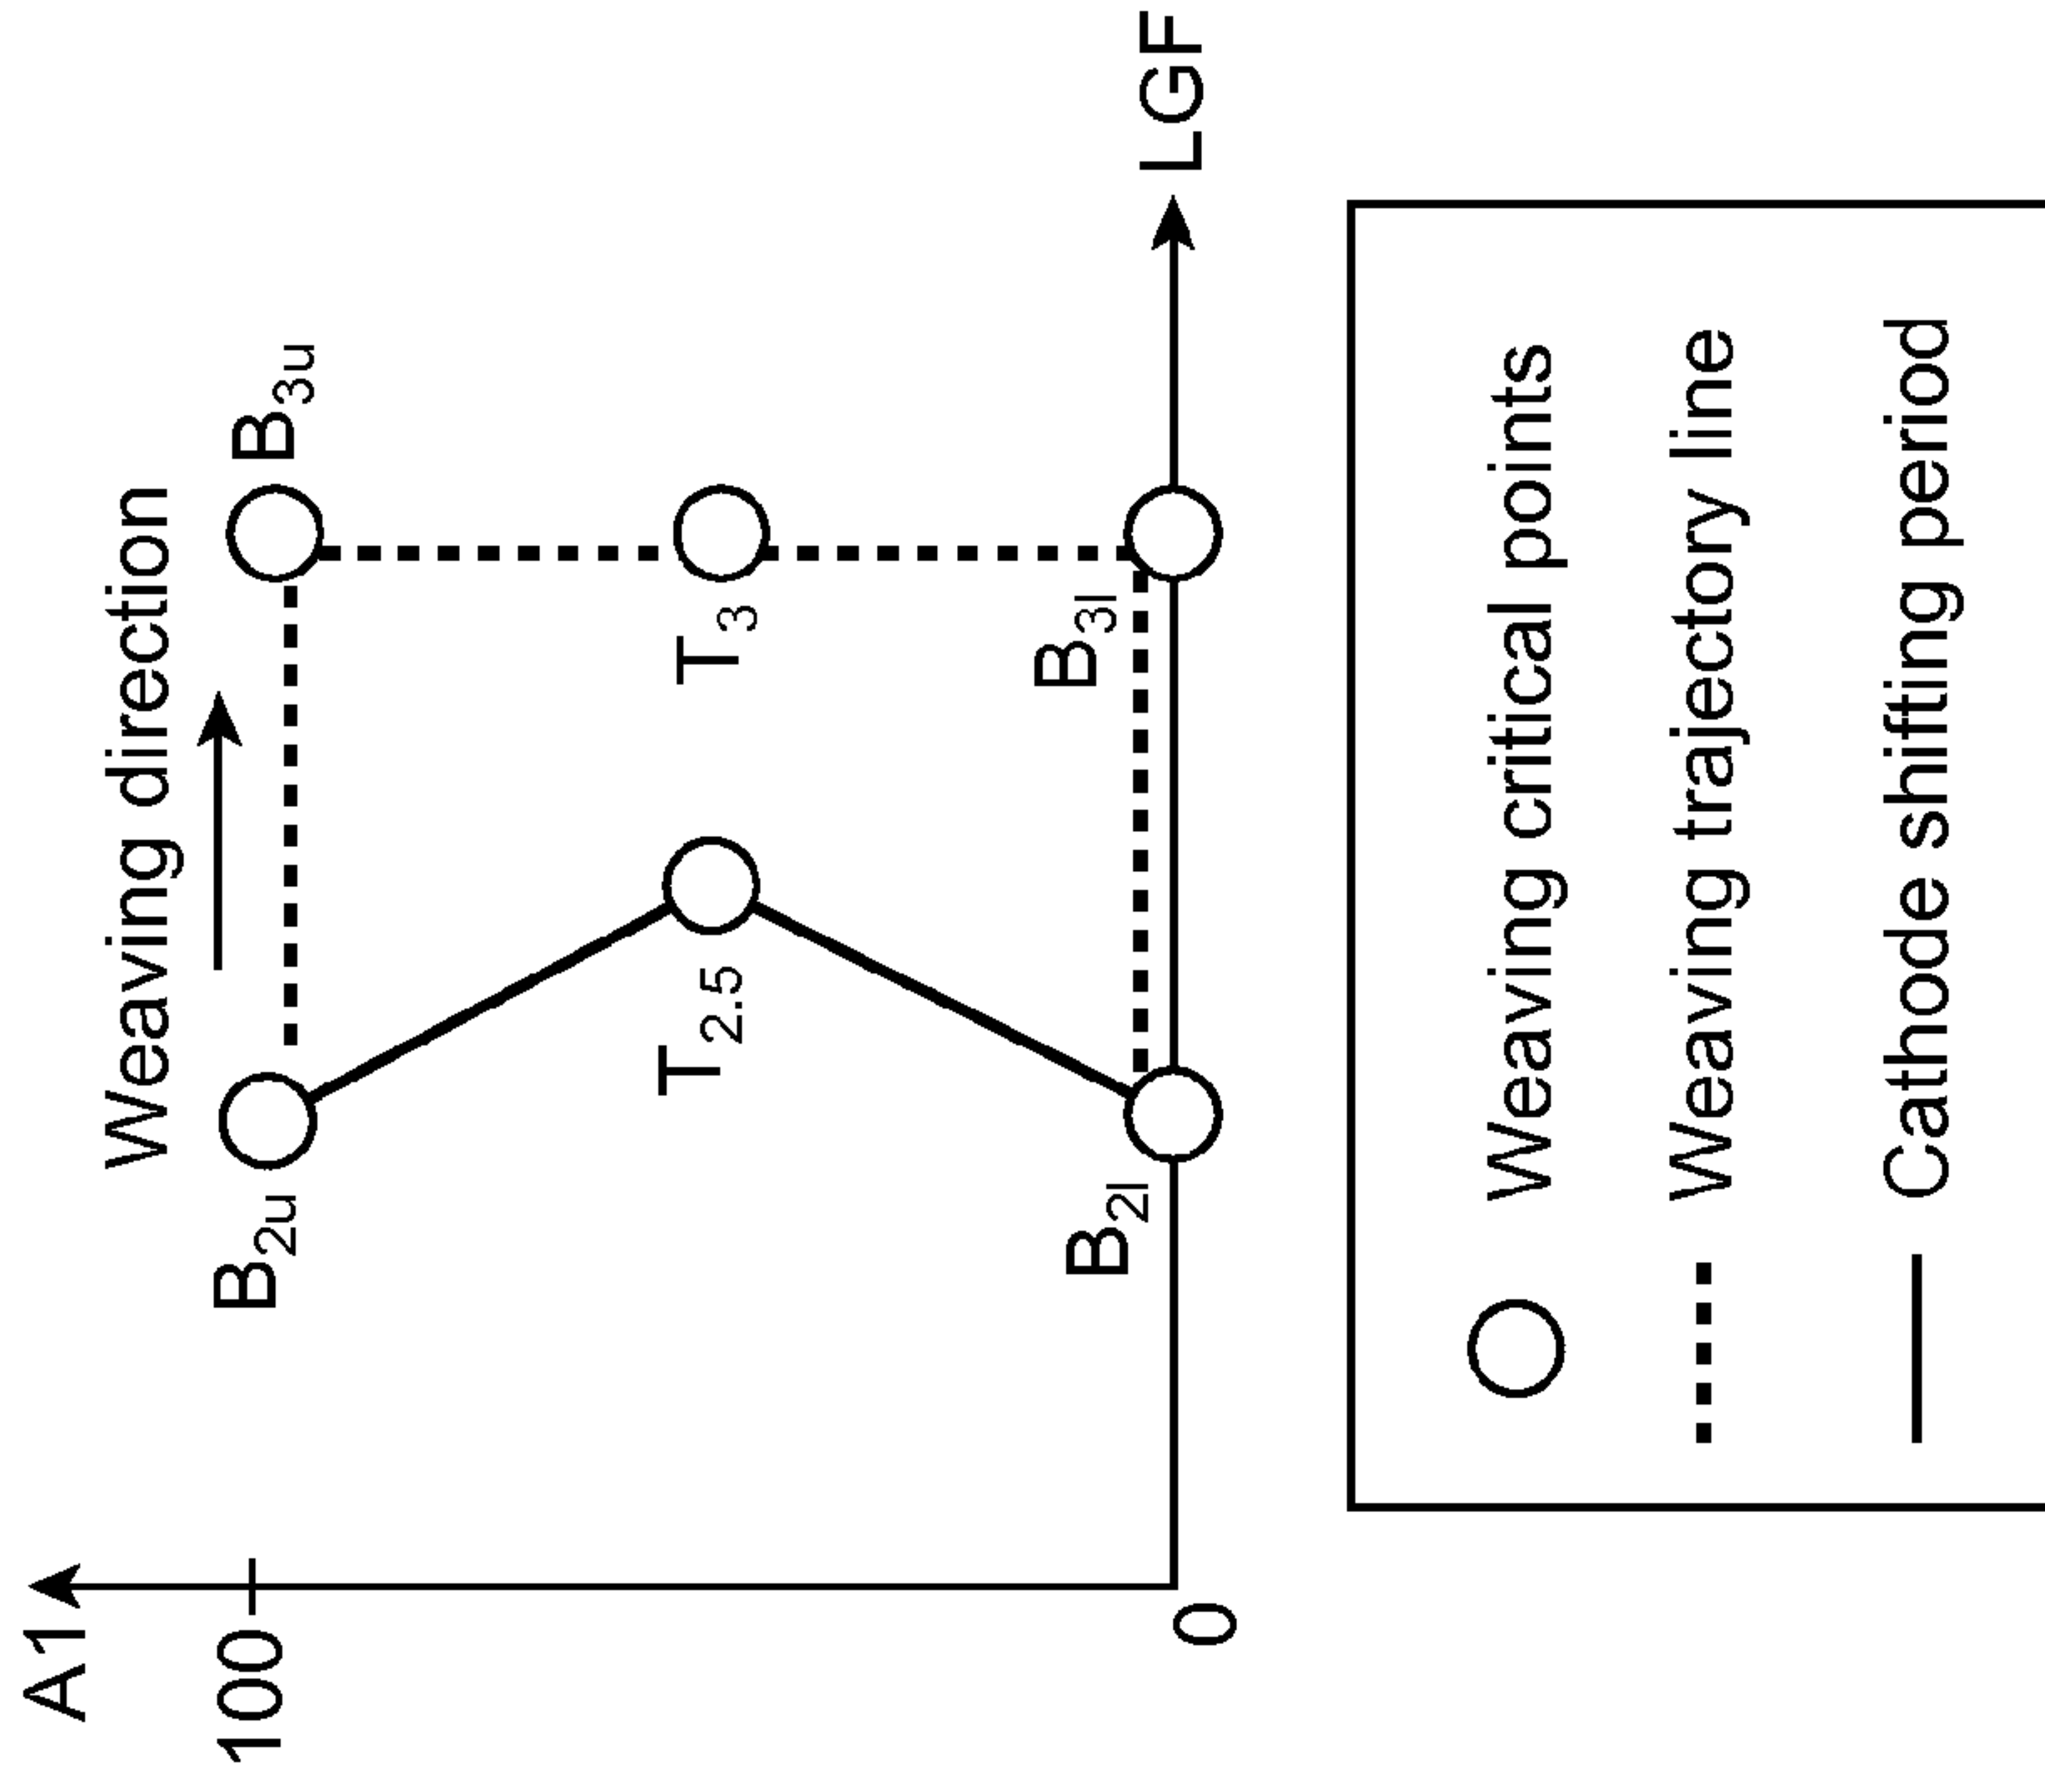 A1
100
Weaving direction
B2u
B3u
T2.5
T3
B2l
B3l
0
LGF
Weaving critical points
Weaving trajectory line
Cathode shifting period